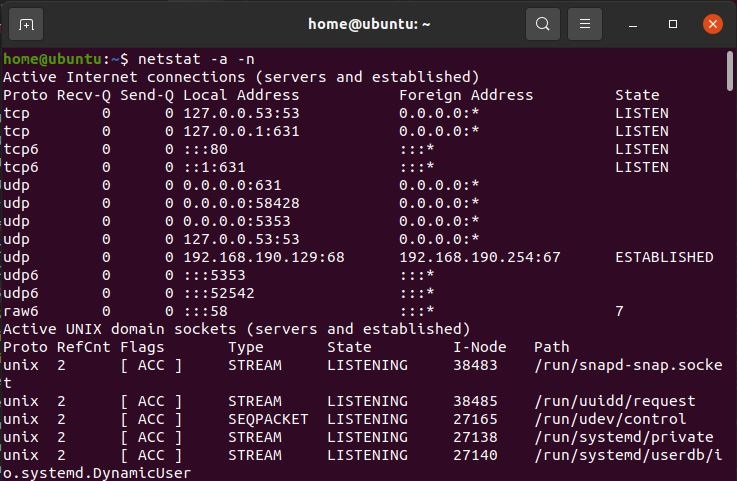 home@ubuntu: ~
home@ubuntu:~$ netstat -a -n
Active Internet connections (servers and established)
Proto Recv-Q Send-Q Local Address           Foreign Address         State
tcp        0      0 127.0.0.53:53           0.0.0.0:*               LISTEN
tcp        0      0 127.0.0.1:631           0.0.0.0:*               LISTEN
tcp6       0      0 :::80                   :::*                    LISTEN
tcp6       0      0 ::1:631                 :::*                    LISTEN
udp        0      0 0.0.0.0:631             0.0.0.0:*
udp        0      0 0.0.0.0:58428           0.0.0.0:*
udp        0      0 0.0.0.0:5353            0.0.0.0:*
udp        0      0 127.0.0.53:53           0.0.0.0:*
udp        0      0 192.168.190.129:68      192.168.190.254:67      ESTABLISHED
udp6       0      0 :::5353                 :::*
udp6       0      0 :::52542                :::*
raw6       0      0 :::58                   :::*                    7
Active UNIX domain sockets (servers and established)
Proto RefCnt Flags       Type       State         I-Node   Path
unix  2      [ ACC ]     STREAM     LISTENING     38483    /run/snapd-snap.socke
t
unix  2      [ ACC ]     STREAM     LISTENING     38485    /run/uuidd/request
unix  2      [ ACC ]     SEQPACKET  LISTENING     27165    /run/udev/control
unix  2      [ ACC ]     STREAM     LISTENING     27138    /run/systemd/private
unix  2      [ ACC ]     STREAM     LISTENING     27140    /run/systemd/userdb/i
o.systemd.DynamicUser